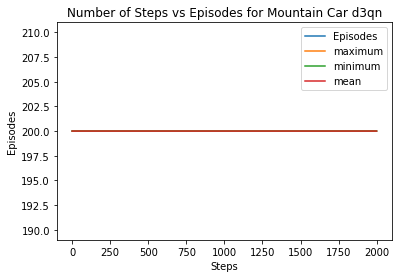 Number of Steps vs Episodes for Mountain Car d3qn
Episodes
maximum
minimum
mean
210.0
207.5
205.0
202.5
200.0
197.5
195.0
192.5
190.0
Episodes
0 250 500 750 1000 1250 1500 1750 2000
Steps